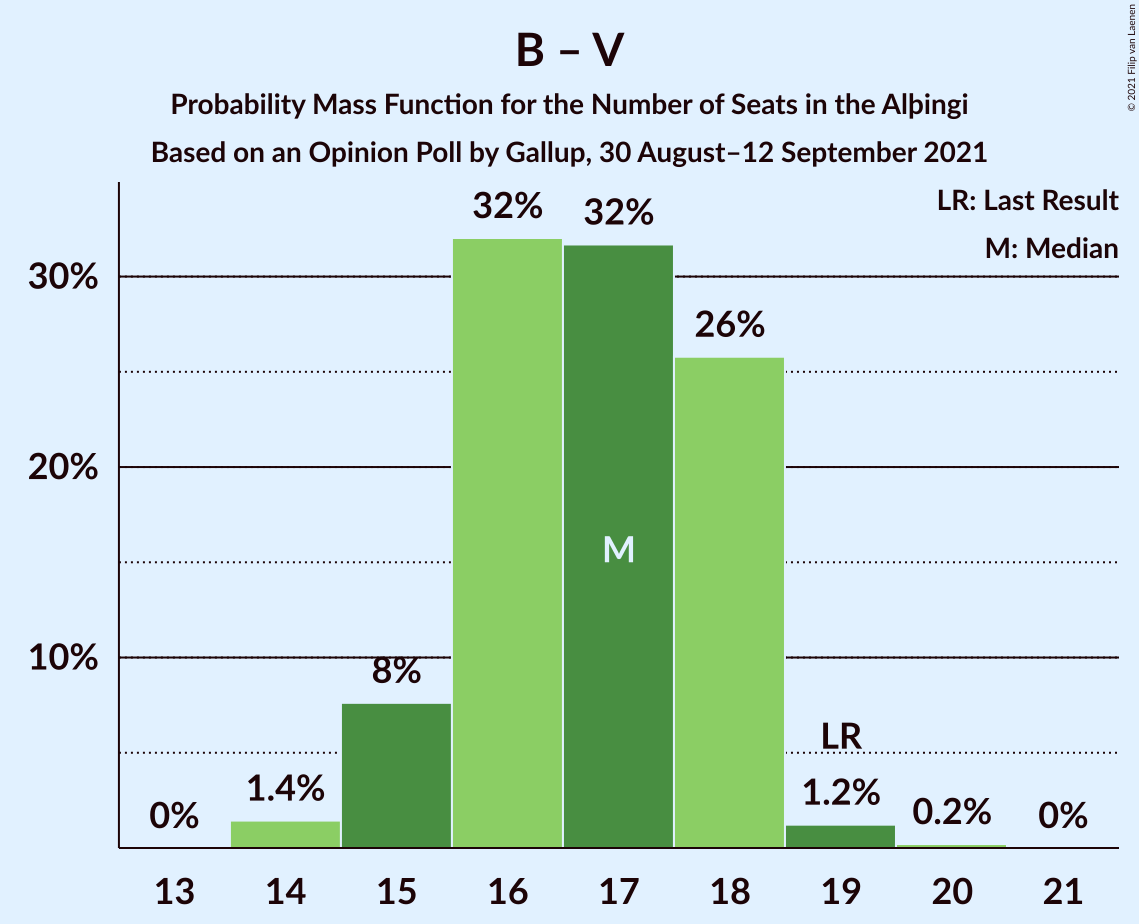 B – V
Probability Mass Function for the Number of Seats in the Alþingi
Based on an Opinion Poll by Gallup, 30 August–12 September 2021
© 2021 Filip van Laenen
LR: Last Result
M: Median
32%
32%
30%
26%
20%
M
10%
8%
LR
1.4%
1.2%
0%
0.2%
0%
13 14 15 16 17 18 19 20 21